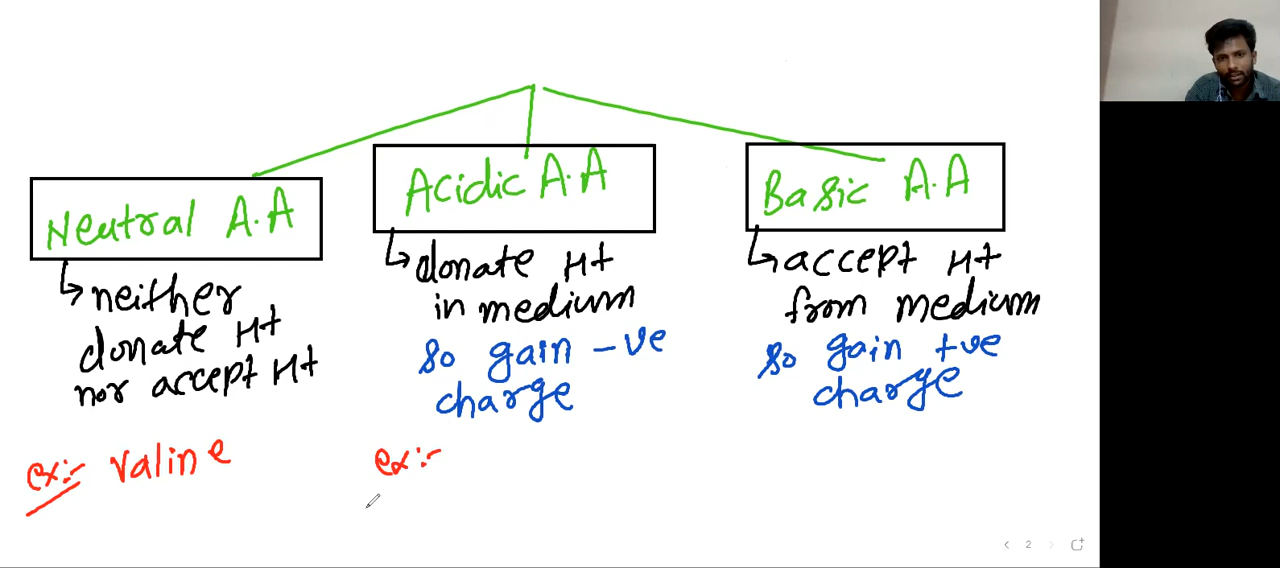 Neutral A.A
neither
donate H+
nor accept H+
ex:- valine
Acidic A.A
donate H+
in medium
so gain -ve
charge
ex:-
Basic A.A
accept H+
from medium
so gain +ve
charge
2